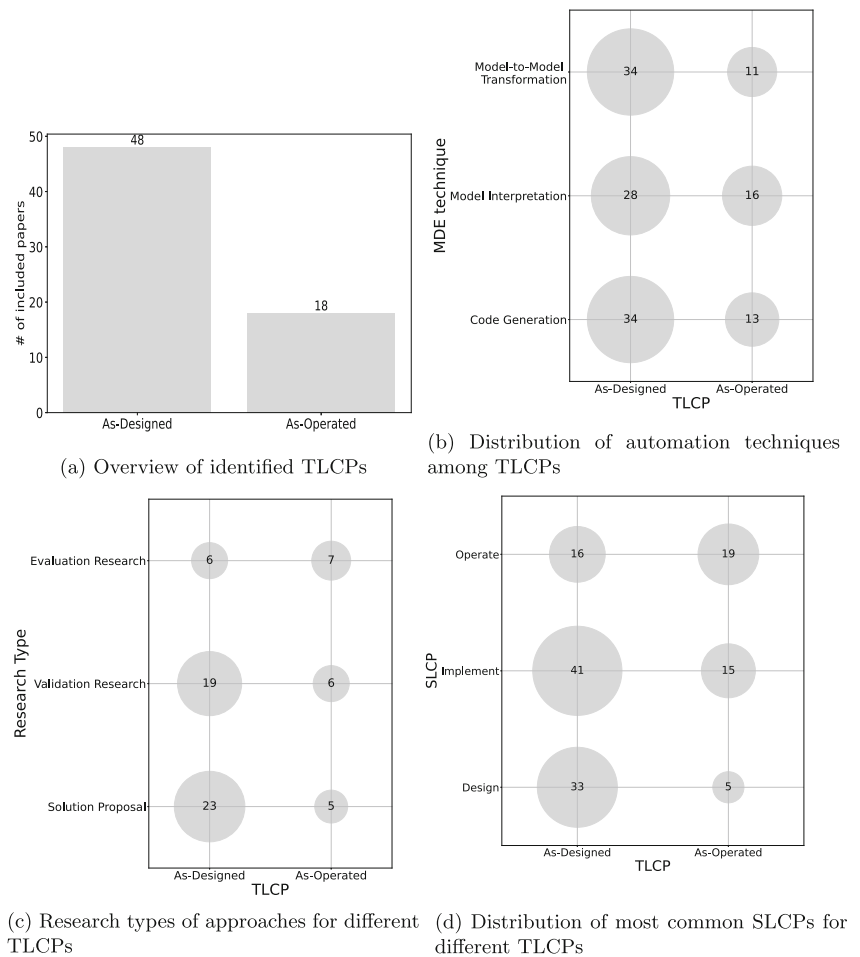 # of included papers
50
40
30
20
10
0
48
18
As-Designed
As-Operated
(a) Overview of identified TLCPs
MDE technique
Model-to-Model
Transformation
Model Interpretation
Code Generation
34
11
28
16
34
13
As-Designed
As-Operated
TLCP
(b) Distribution of automation techniques
among TLCPs
Research Type
Evaluation Research
Validation Research
Solution Proposal
6
7
19
6
23
5
As-Designed
As-Operated
TLCP
(c) Research types of approaches for different
TLCPs
SLCP
Operate
Implement
Design
16
19
41
15
33
5
As-Designed
As-Operated
TLCP
(d) Distribution of most common SLCPs for
different TLCPs